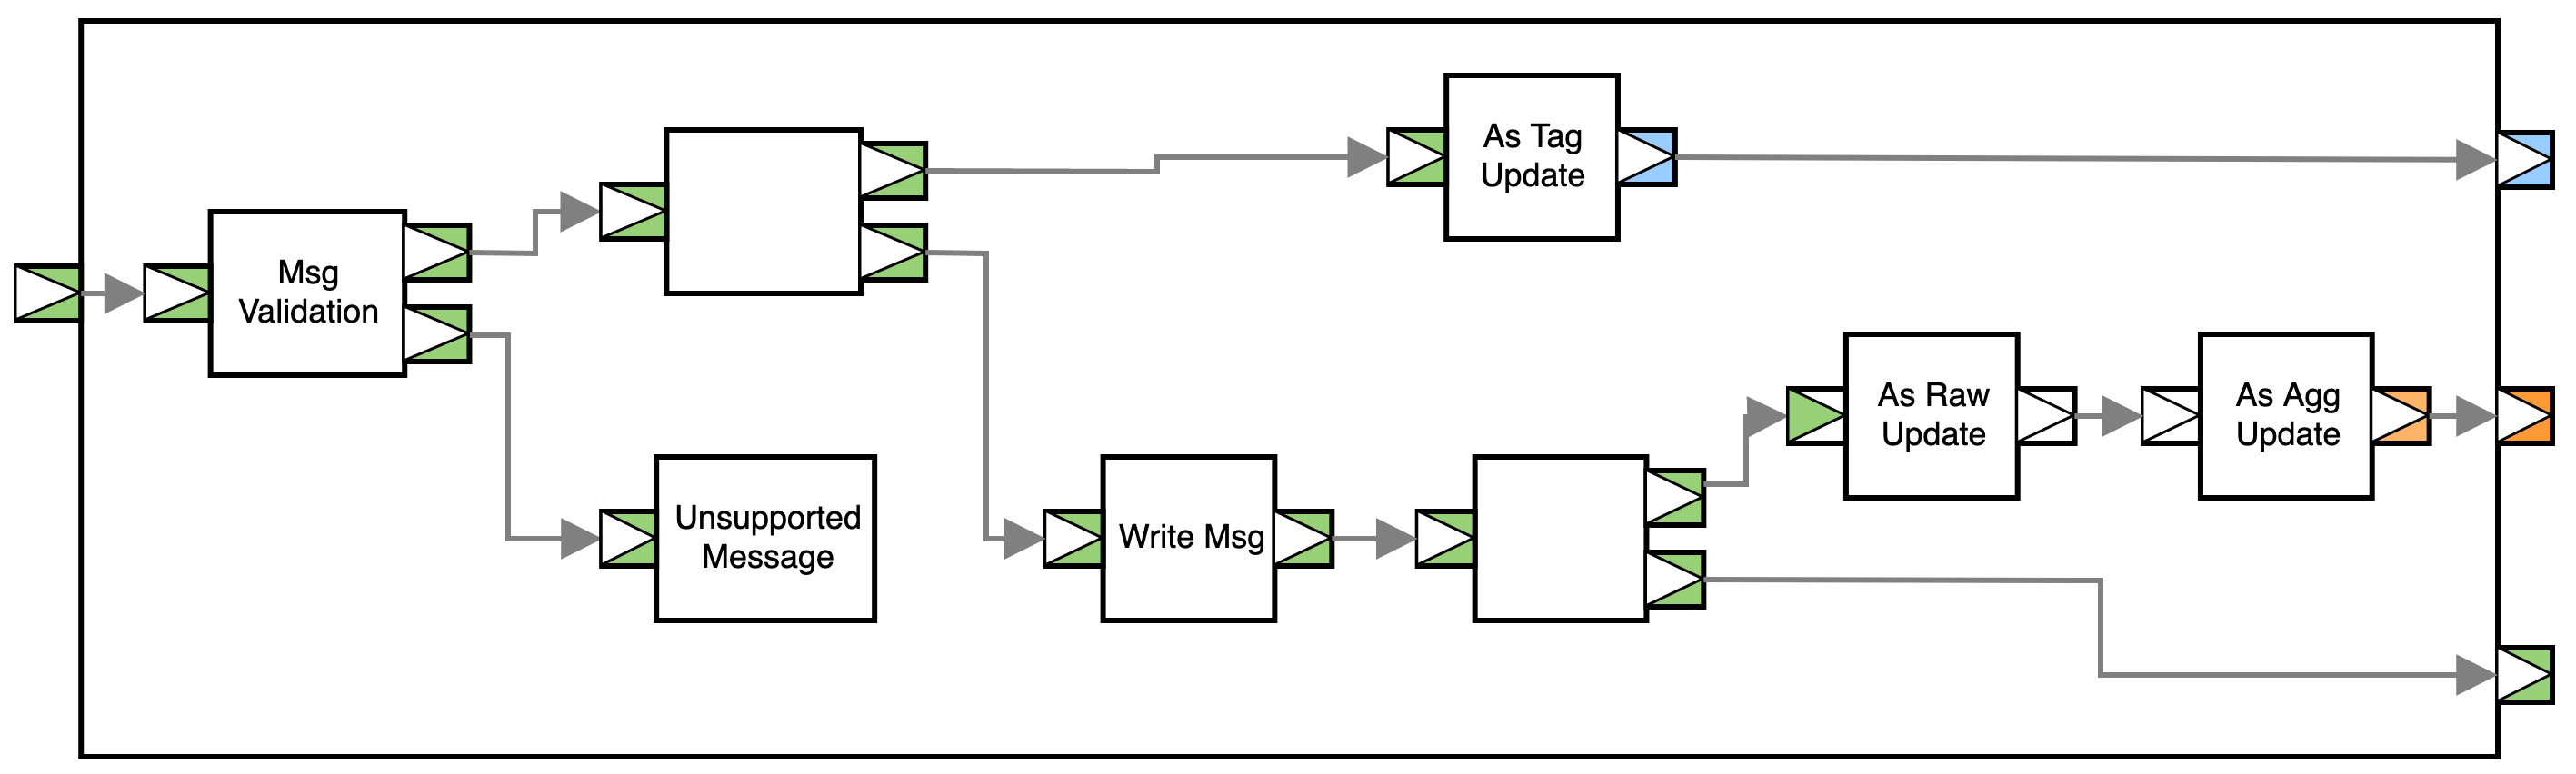 As Tag
Update
Msg
Validation
As Raw
Update
As Agg
Update
Unsupported
Message
Write Msg